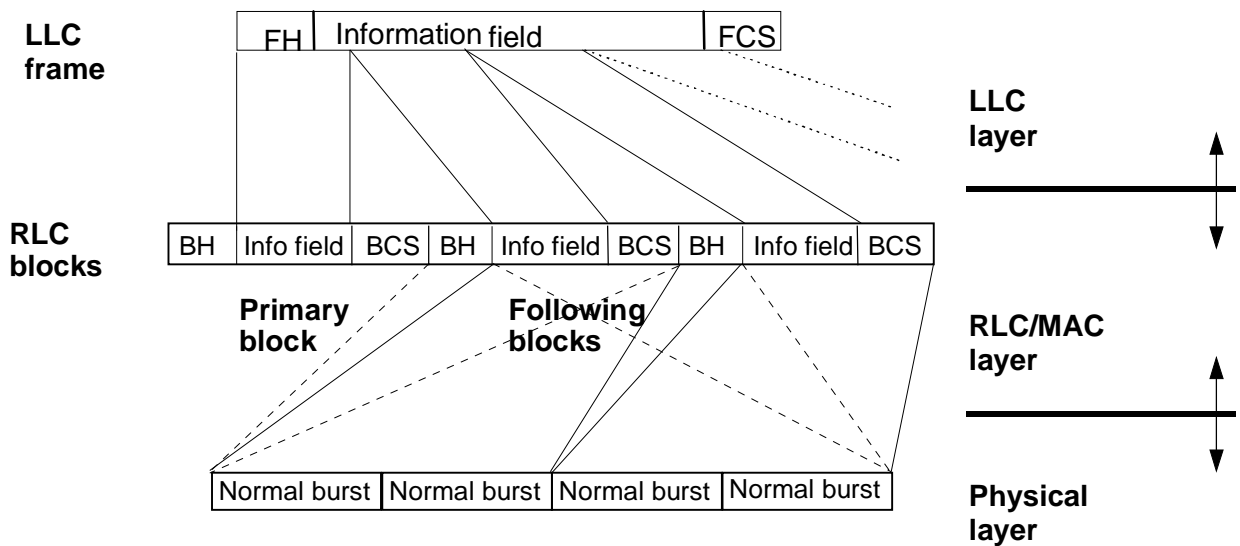 LLC
frame
FH Information field FCS
LLC
layer
RLC
blocks
BH Info field BCS BH Info field BCS BH Info field BCS
Primary
block
Following
blocks
RLC/MAC
layer
Normal burst Normal burst Normal burst Normal burst
Physical
layer